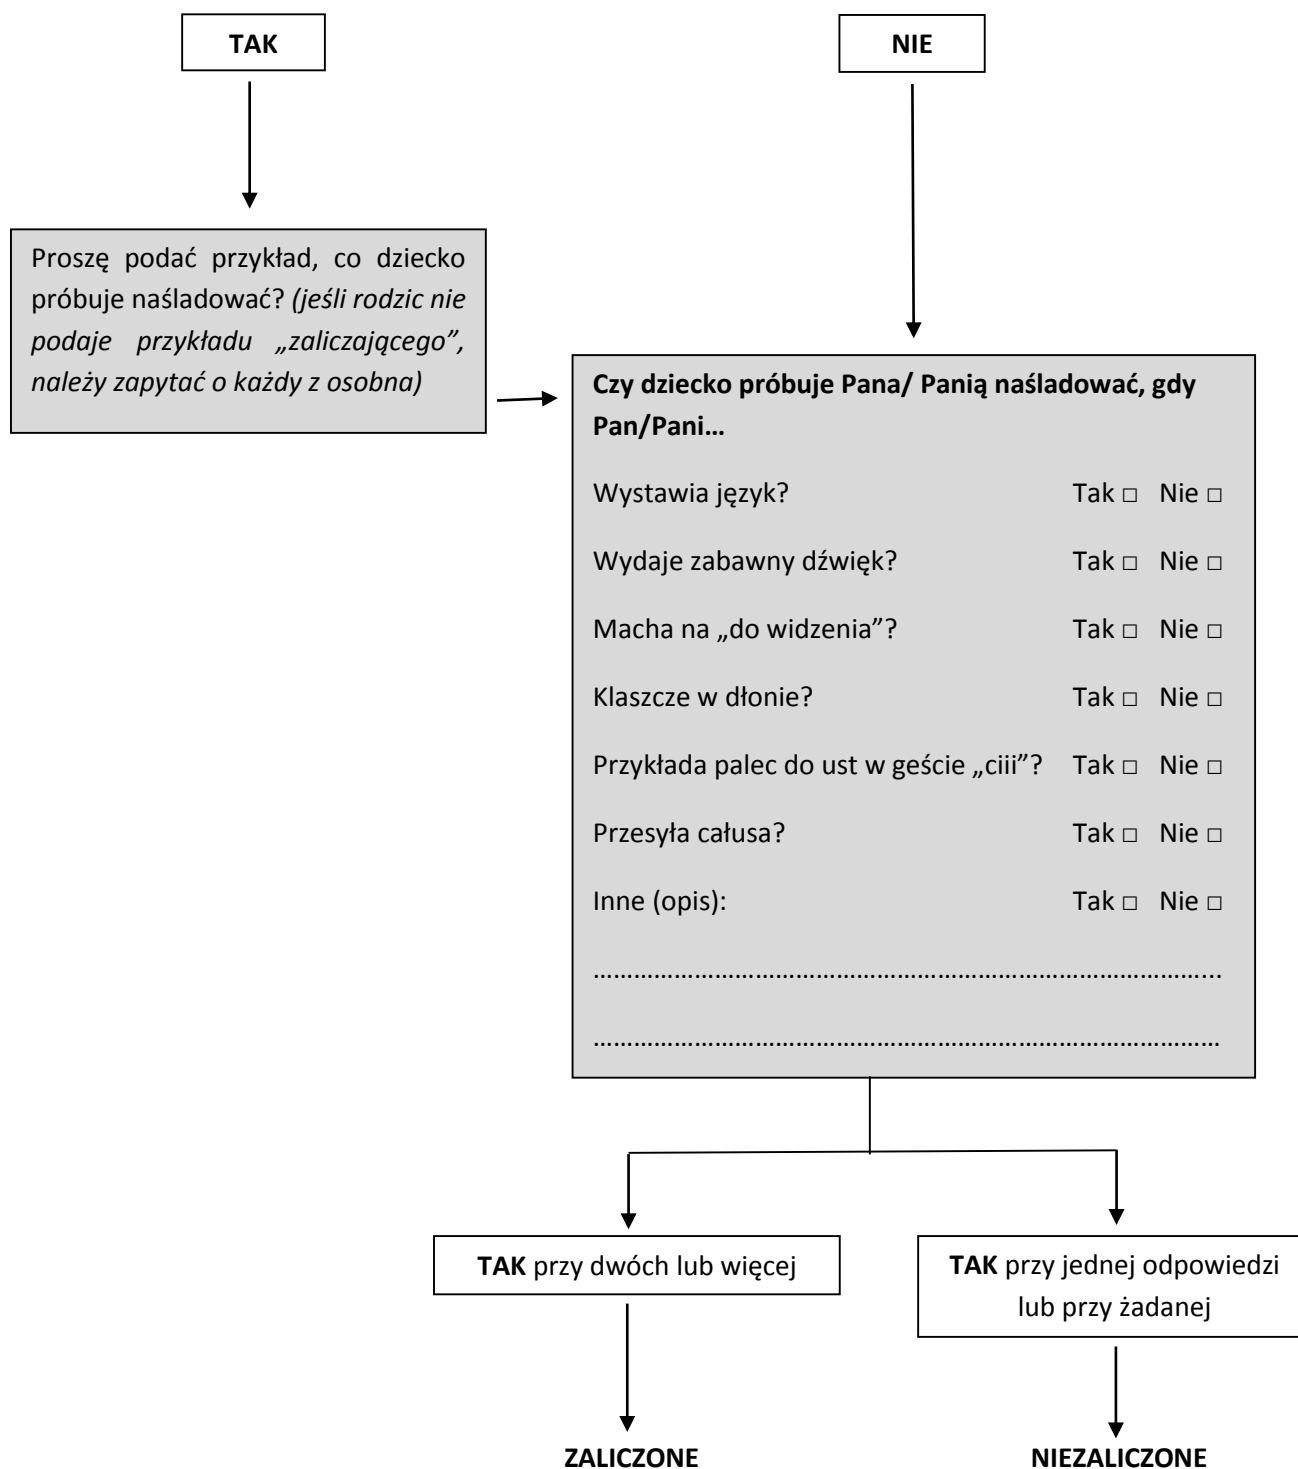 TAK
NIE
Proszę podać przykład, co dziecko
próbuje naśladować? (jeśli rodzic nie
podaje przykładu „zaliczającego”,
należy zapytać o każdy z osobna)
Czy dziecko próbuje Pana/ Panią naśladować, gdy
Pan/Pani…
Wystawia język? Tak □ Nie □
Wydaje zabawny dźwięk? Tak □ Nie □
Macha na „do widzenia”? Tak □ Nie □
Klaszcze w dłonie? Tak □ Nie □
Przykłada palec do ust w geście „ciii”? Tak □ Nie □
Przesyła całusa? Tak □ Nie □
Inne (opis): Tak □ Nie □
………………………………………………………………………………...
…………………………………………………………………………………
TAK przy dwóch lub więcej
TAK przy jednej odpowiedzi
lub przy żadanej
ZALICZONE
NIEZALICZONE